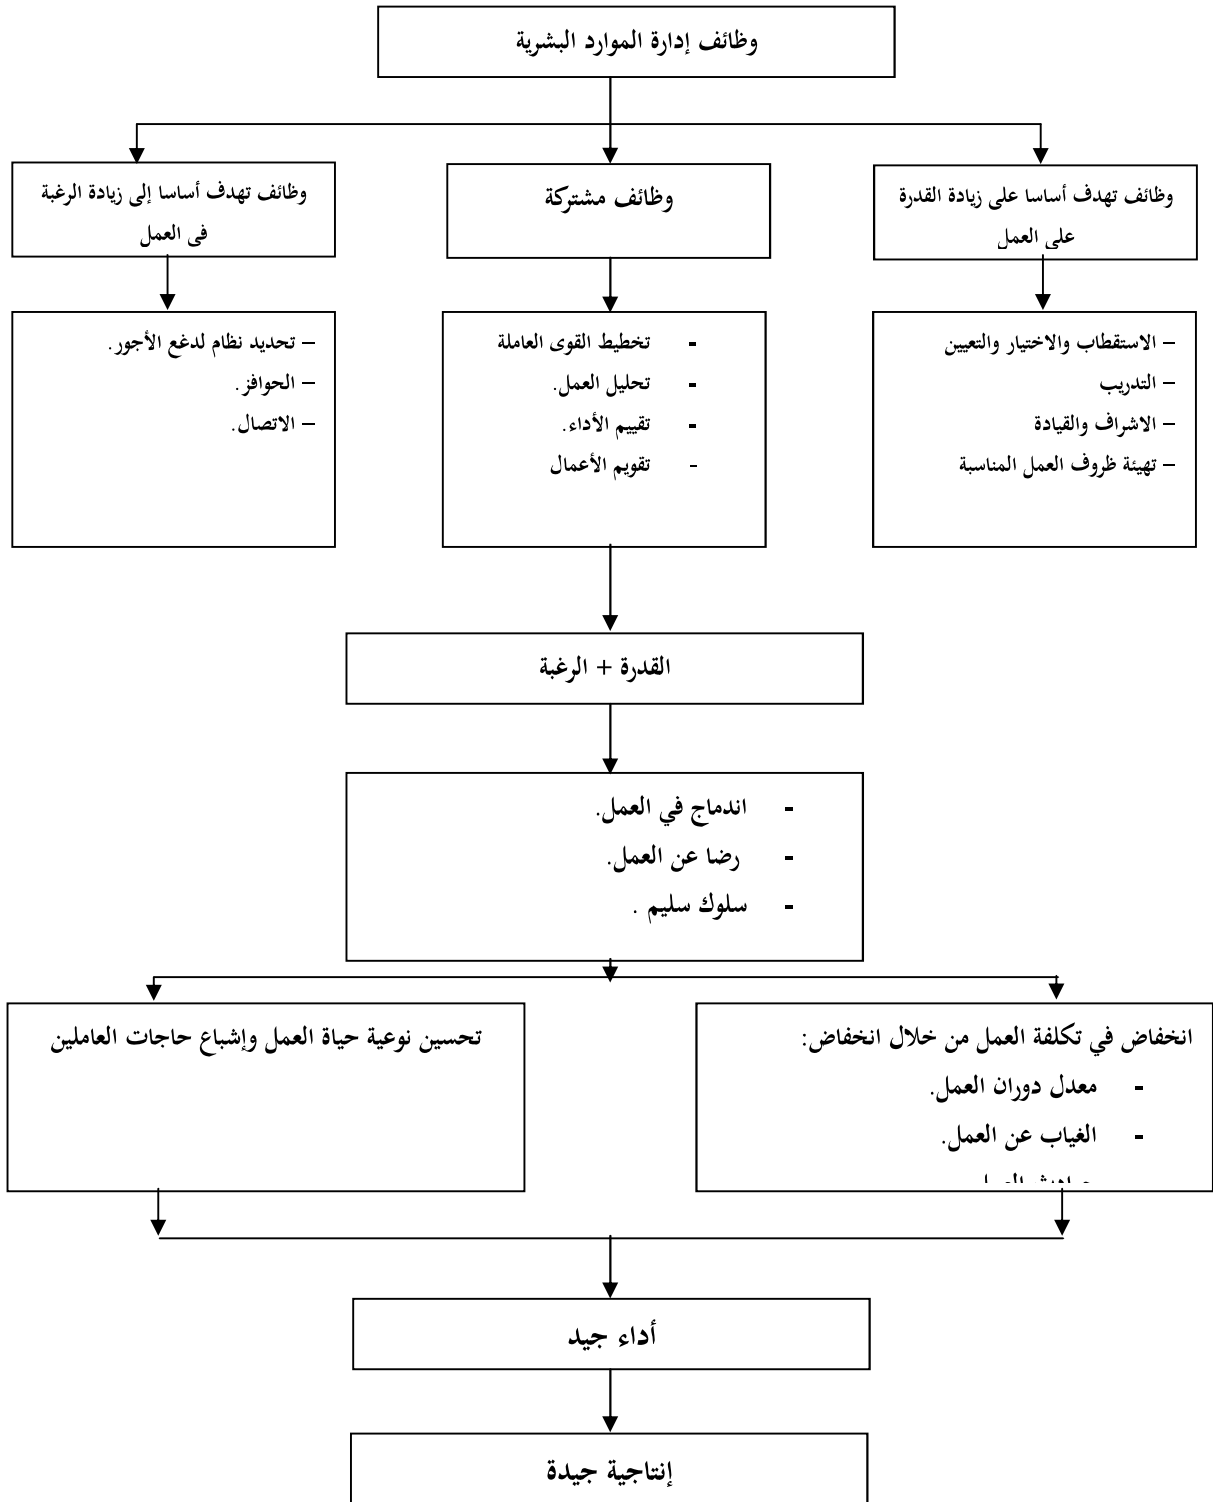 وظائف إدارة الموارد البشرية
وظائف تهدف أساسا على زيادة القدرة
على العمل
وظائف مشتركة
وظائف تهدف أساسا إلى زيادة الرغبة
فى العمل
– الاستقطاب والاختيار والتعيين
– التدريب
– الاشراف والقيادة
– تهيئة ظروف العمل المناسبة
- تخطيط القوى العاملة
- تحليل العمل.
- تقييم الأداء.
- تقويم الأعمال
– تحديد نظام لدغع الأجور.
– الحوافز.
– الاتصال.
القدرة + الرغبة
- اندماج في العمل.
- رضا عن العمل.
- سلوك سليم .
انخفاض في تكلفة العمل من خلال انخفاض:
- معدل دوران العمل.
- الغياب عن العمل.
تحسين نوعية حياة العمل وإشباع حاجات العاملين
أداء جيد
إنتاجية جيدة